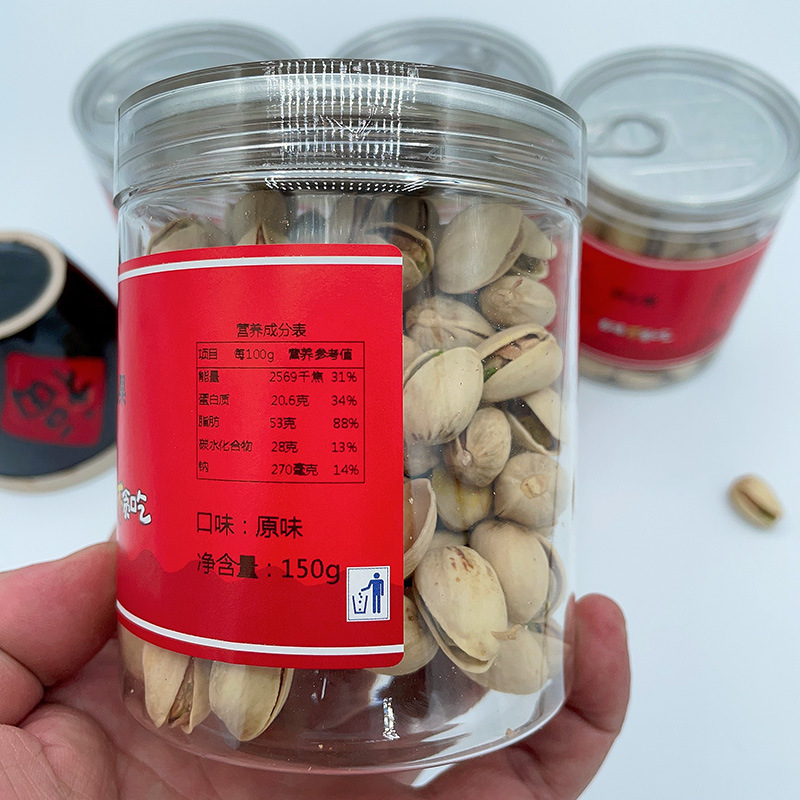 营养成分表
项目 每100g 营养参考值
能量 2569千焦 31%
蛋白质 20.6克 34%
脂肪 53克 88%
碳水化合物 28克 13%
钠 270毫克 14%
口味：原味
净含量：150g